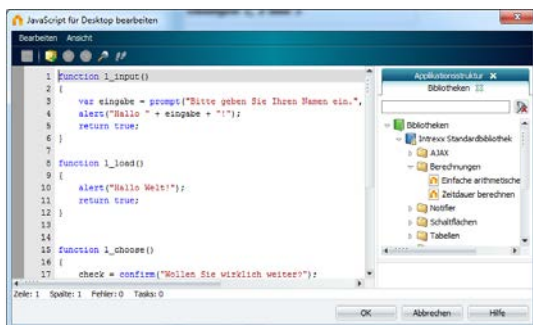 JavaScript für Desktop bearbeiten
Bearbeiten Ansicht
1 function l_input()
2 {
3 var eingabe = prompt("Bitte geben Sie Ihren Namen ein.",
4 alert("Hallo " + eingabe + "!");
5 return true;
6 }
7
8 function l_load()
9 {
10 alert("Hallo Welt!");
11 return true;
12 }
13
14
15 function l_choose()
16 {
17 check = confirm("Wollen Sie wirklich weiter?");
Applikationsstruktur
Bibliotheken
Bibliotheken
Intrexx Standardbibliothek
AJAX
Berechnungen
Einfache arithmetische
Zeitdauer berechnen
Notifier
Schaltflächen
Tabellen
Zeile: 1 Spalte: 1 Fehler: 0 Tasks: 0
OK Abbrechen Hilfe